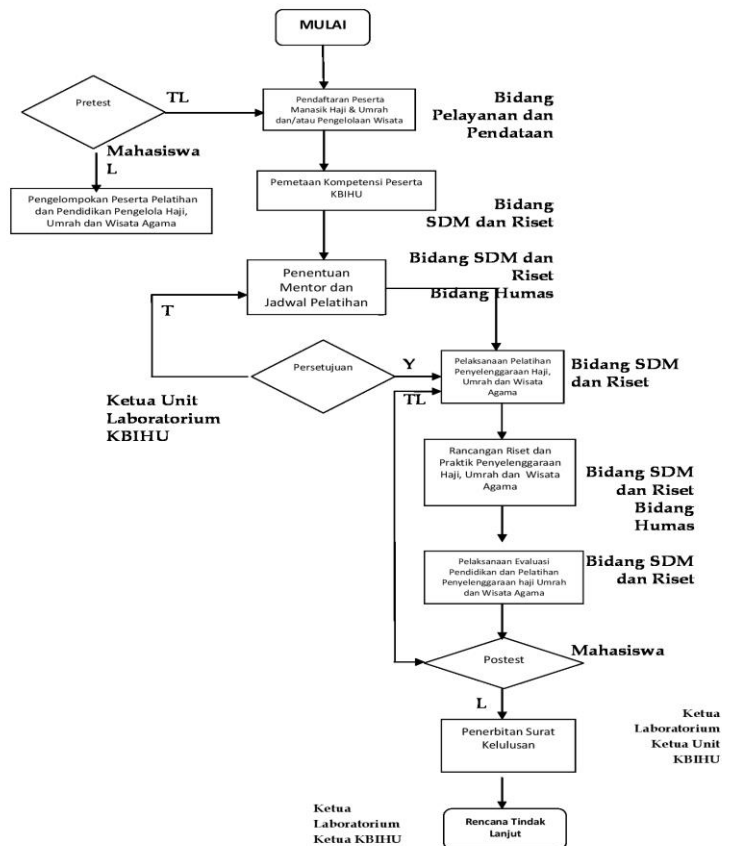 MULAI
Pretest
TL
Pendaftaran Peserta
Manasik Haji & Umrah
dan/atau Pengelolaan Wisata
Bidang
Pelayanan dan
Pendataan
Mahasiswa
L
Pengelompokan Peserta Pelatihan
dan Pendidikan Pengelola Haji,
Umrah dan Wisata Agama
Pemetaan Kompetensi Peserta
KBIHU
Bidang
SDM dan Riset
Penentuan
Mentor dan
Jadwal Pelatihan
Bidang SDM dan
Riset
Bidang Humas
T
Persetujuan
Y
TL
Pelaksanaan Pelatihan
Penyelenggaraan Haji,
Umrah dan Wisata
Agama
Bidang SDM
dan Riset
Ketua Unit
Laboratorium
KBIHU
Rancangan Riset dan
Praktik Penyelenggaraan
Haji, Umrah dan Wisata
Agama
Bidang SDM
dan Riset
Bidang
Humas
Pelaksanaan Evaluasi
Pendidikan dan Pelatihan
Penyelenggaraan haji Umrah
dan Wisata Agama
Bidang SDM
dan Riset
Postest
Mahasiswa
L
Penerbitan Surat
Kelulusan
Ketua
Laboratorium
Ketua Unit
KBIHU
Ketua
Laboratorium
Ketua KBIHU
Rencana Tindak
Lanjut